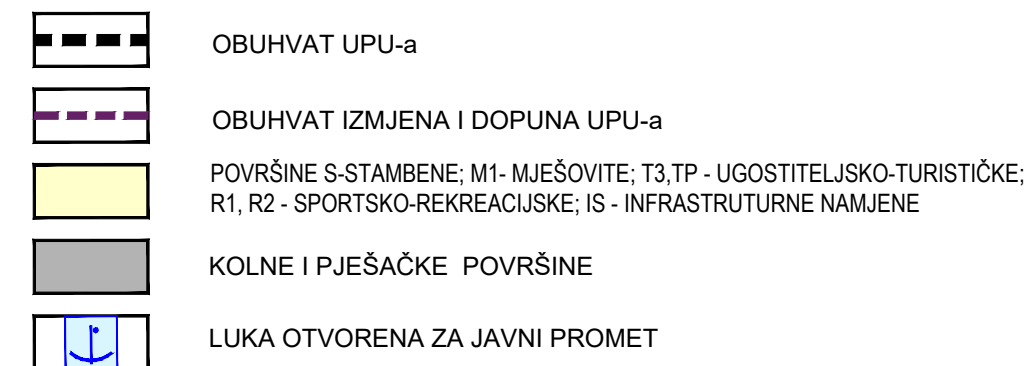 OBUHVAT UPU-a
OBUHVAT IZMJENA I DOPUNA UPU-a
POVRŠINE S-STAMBENE; M1- MJEŠOVITE; T3,TP - UGOSTITELJSKO-TURISTIČKE;
R1, R2 - SPORTSKO-REKREACIJSKE; IS - INFRASTRUTURNE NAMJENE
KOLNE I PJEŠAČKE POVRŠINE
LUKA OTVORENA ZA JAVNI PROMET